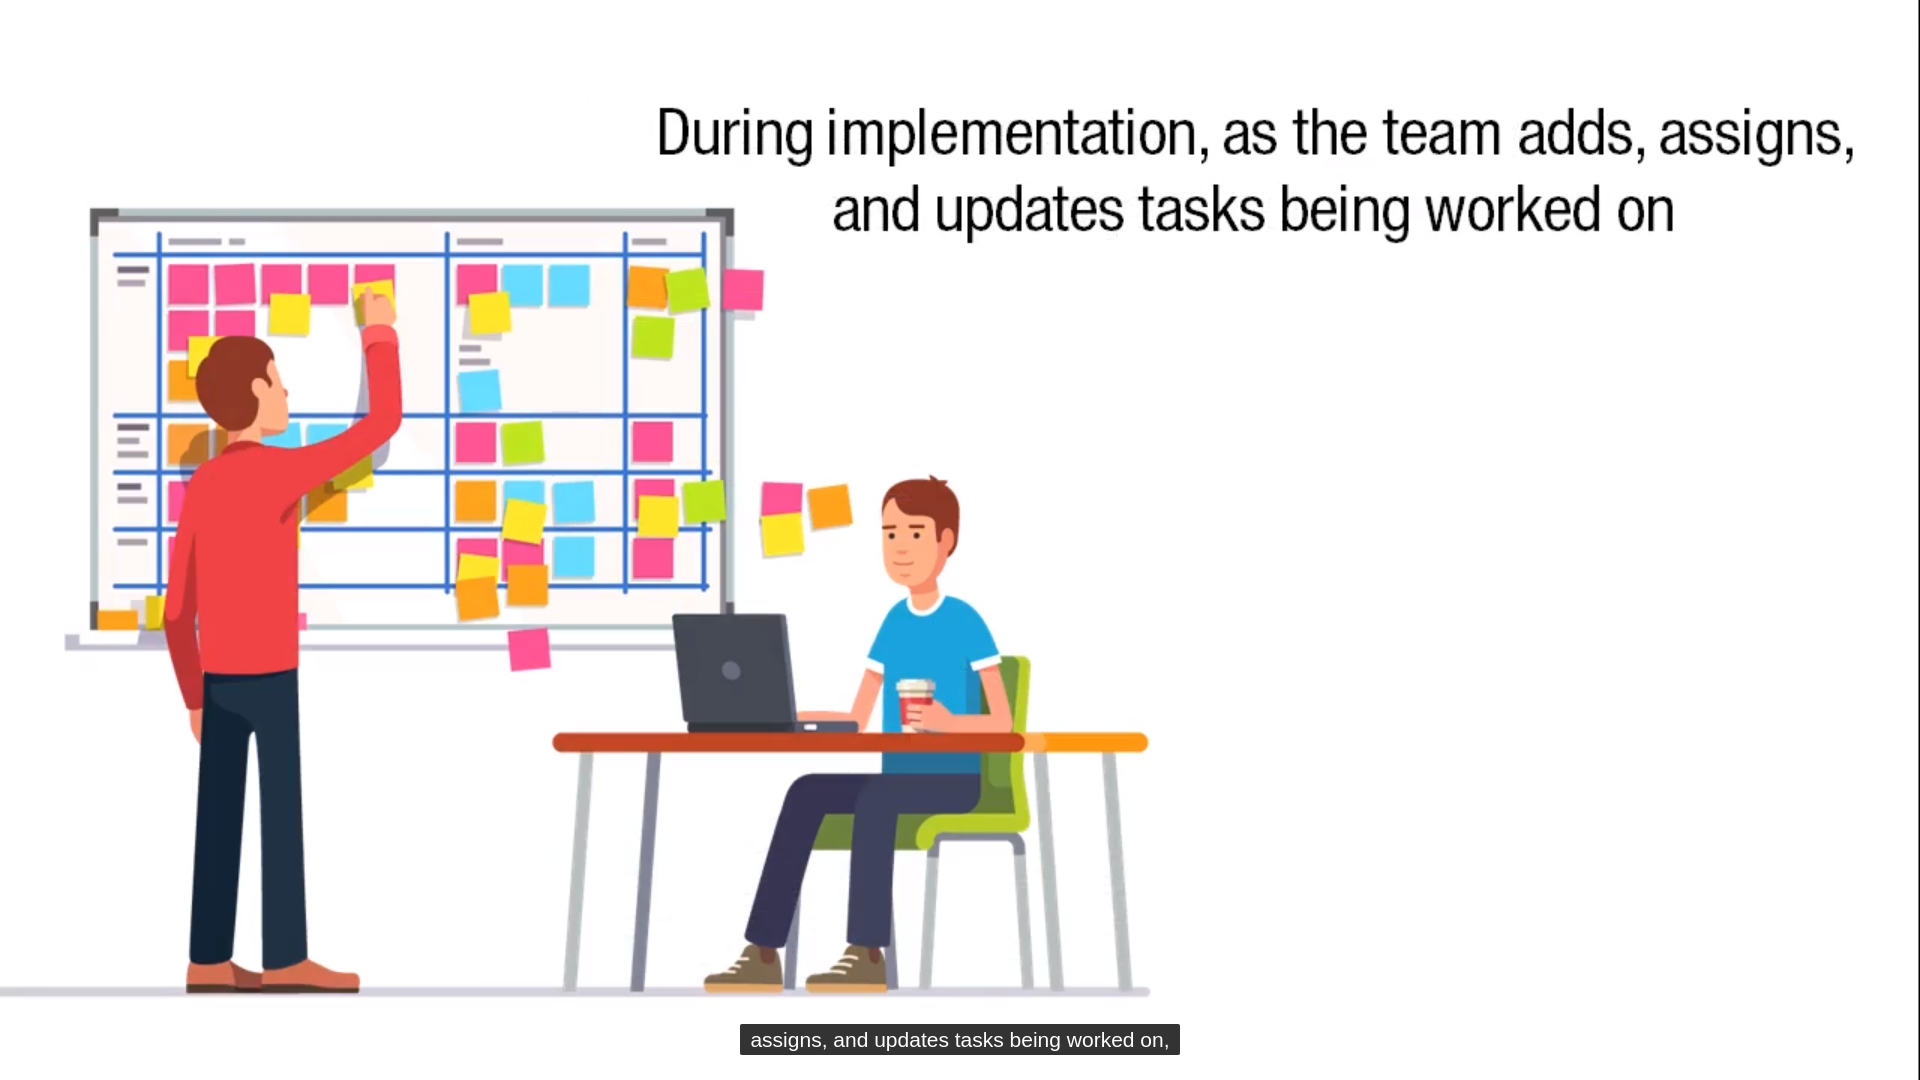 During implementation, as the team adds, assigns,
and updates tasks being worked on
assigns, and updates tasks being worked on,